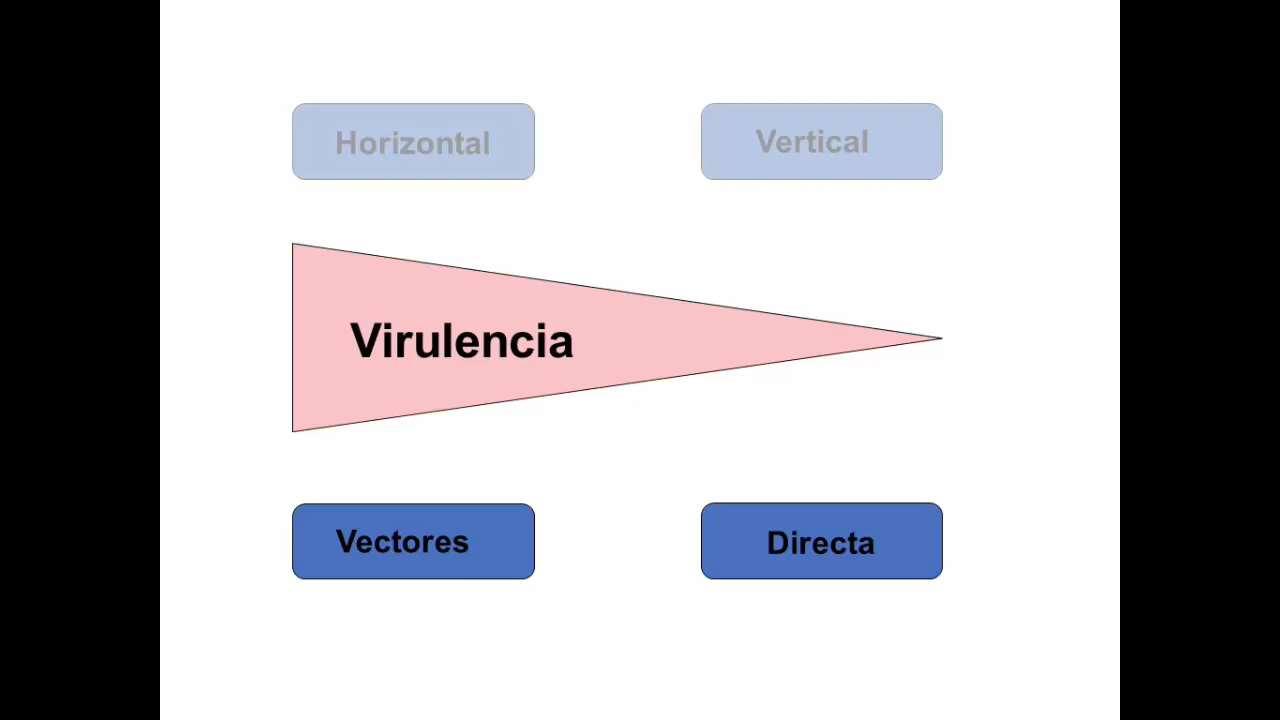 Horizontal
Vertical
Virulencia
Vectores
Directa